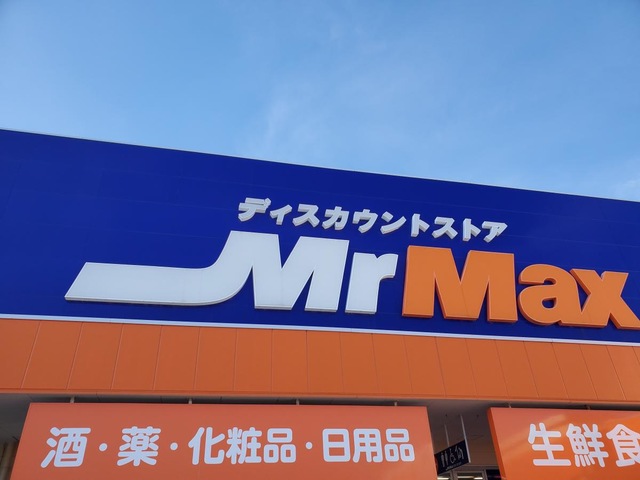 ディスカウントストア
MrMax
酒・薬・化粧品・日用品
生鮮食